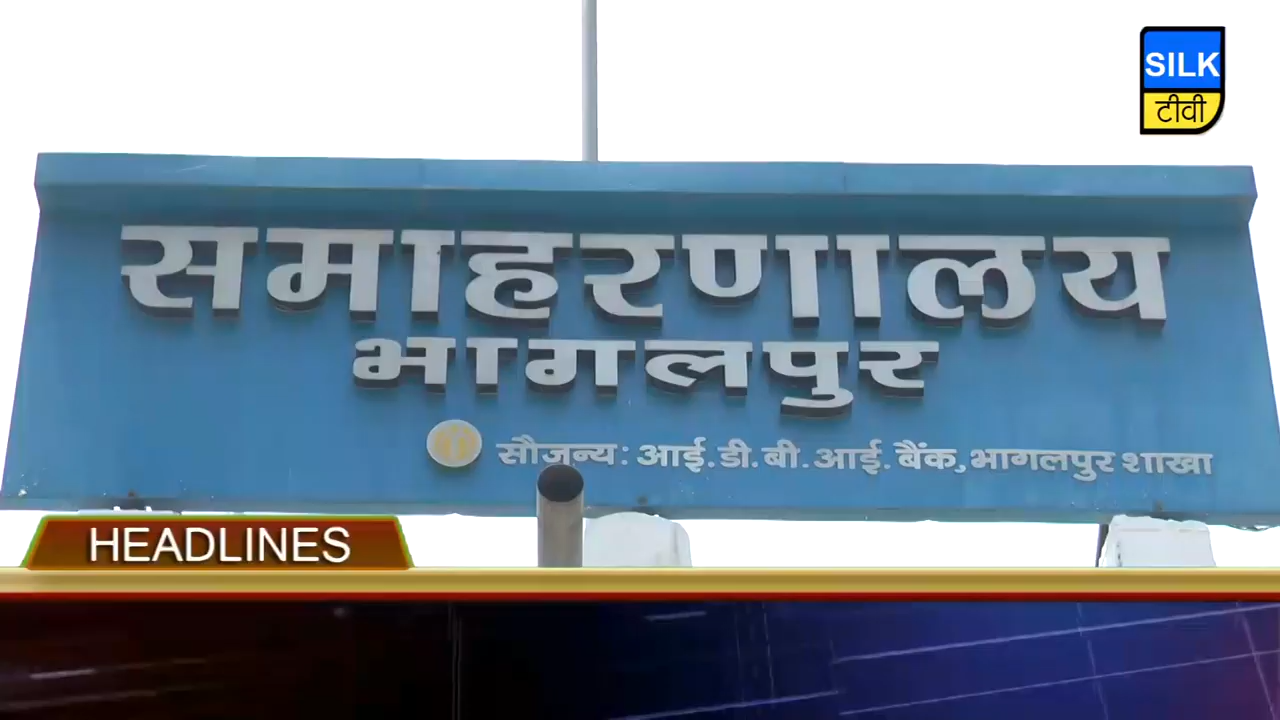 SILK
टीवी
समाहरणालय
भागलपुर
सौजन्य: आई.डी.बी.आई. बैंक,भागलपुर शाखा
HEADLINES